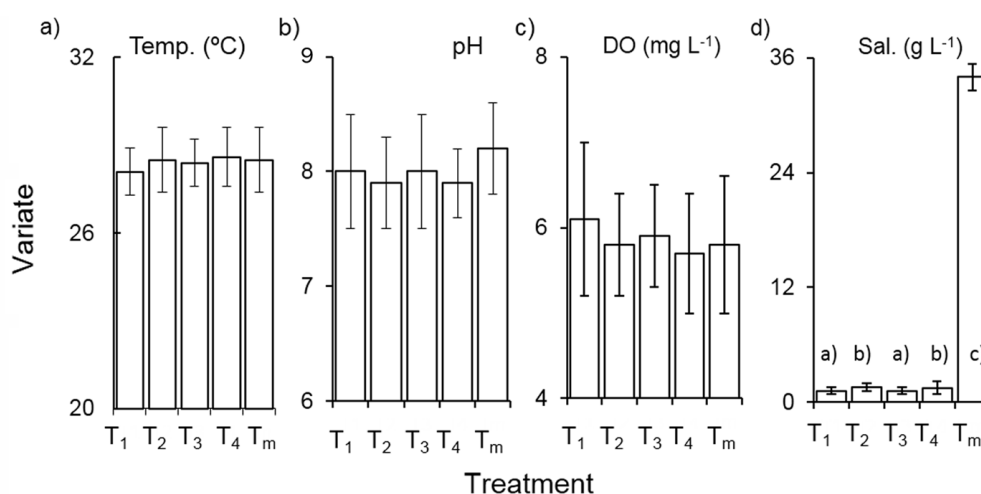 a) Temp. (ºC)
32
26
20
T₁ T₂ T₃ T₄ Tₘ
b) pH
9
8
7
6
T₁ T₂ T₃ T₄ Tₘ
c) DO (mg L⁻¹)
8
6
4
T₁ T₂ T₃ T₄ Tₘ
d) Sal. (g L⁻¹)
36
24
12
0
a) b) a) b) c)
T₁ T₂ T₃ T₄ Tₘ
Variate
Treatment